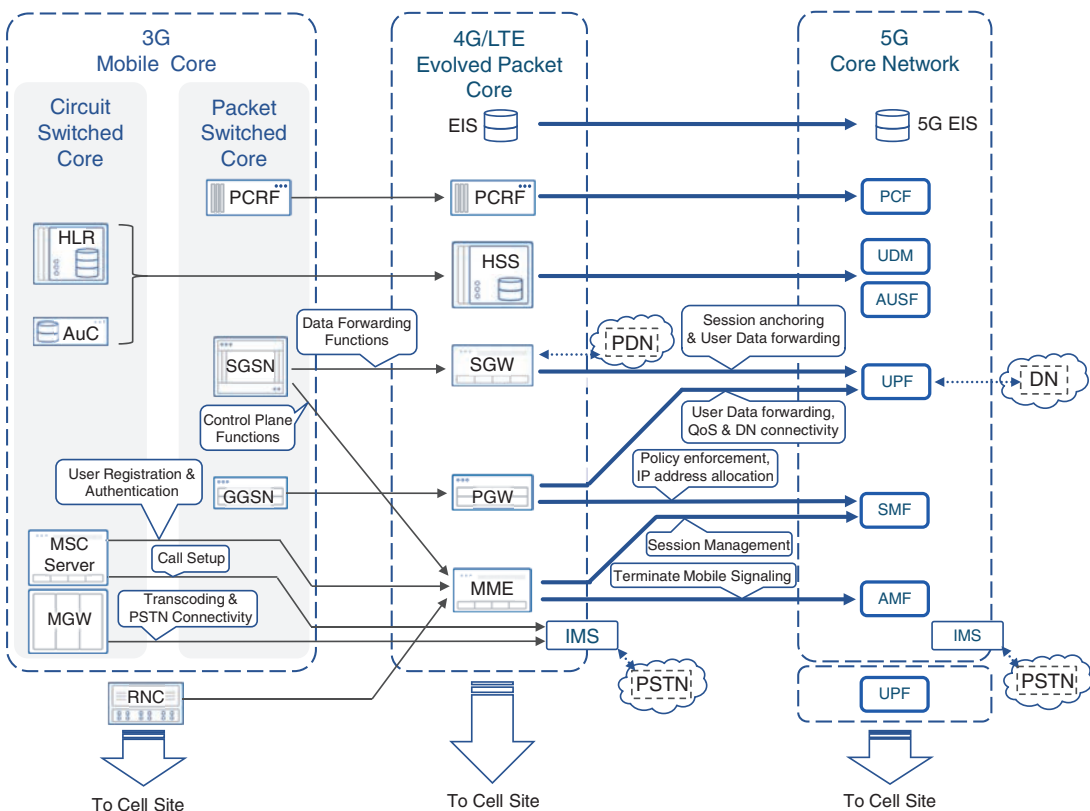 3G
Mobile Core
4G/LTE
Evolved Packet
Core
5G
Core Network
Circuit
Switched
Core
Packet
Switched
Core
EIS
5G EIS
PCRF
PCRF
PCF
HLR
AuC
HSS
UDM
AUSF
Data Forwarding
Functions
PDN
Session anchoring
& User Data forwarding
SGSN
SGW
UPF
DN
Control Plane
Functions
User Data forwarding,
QoS & DN connectivity
User Registration &
Authentication
Policy enforcement,
IP address allocation
GGSN
PGW
SMF
MSC
Server
Call Setup
Session Management
Terminate Mobile Signaling
MME
AMF
MGW
Transcoding &
PSTN Connectivity
IMS
IMS
PSTN
PSTN
RNC
UPF
To Cell Site
To Cell Site
To Cell Site